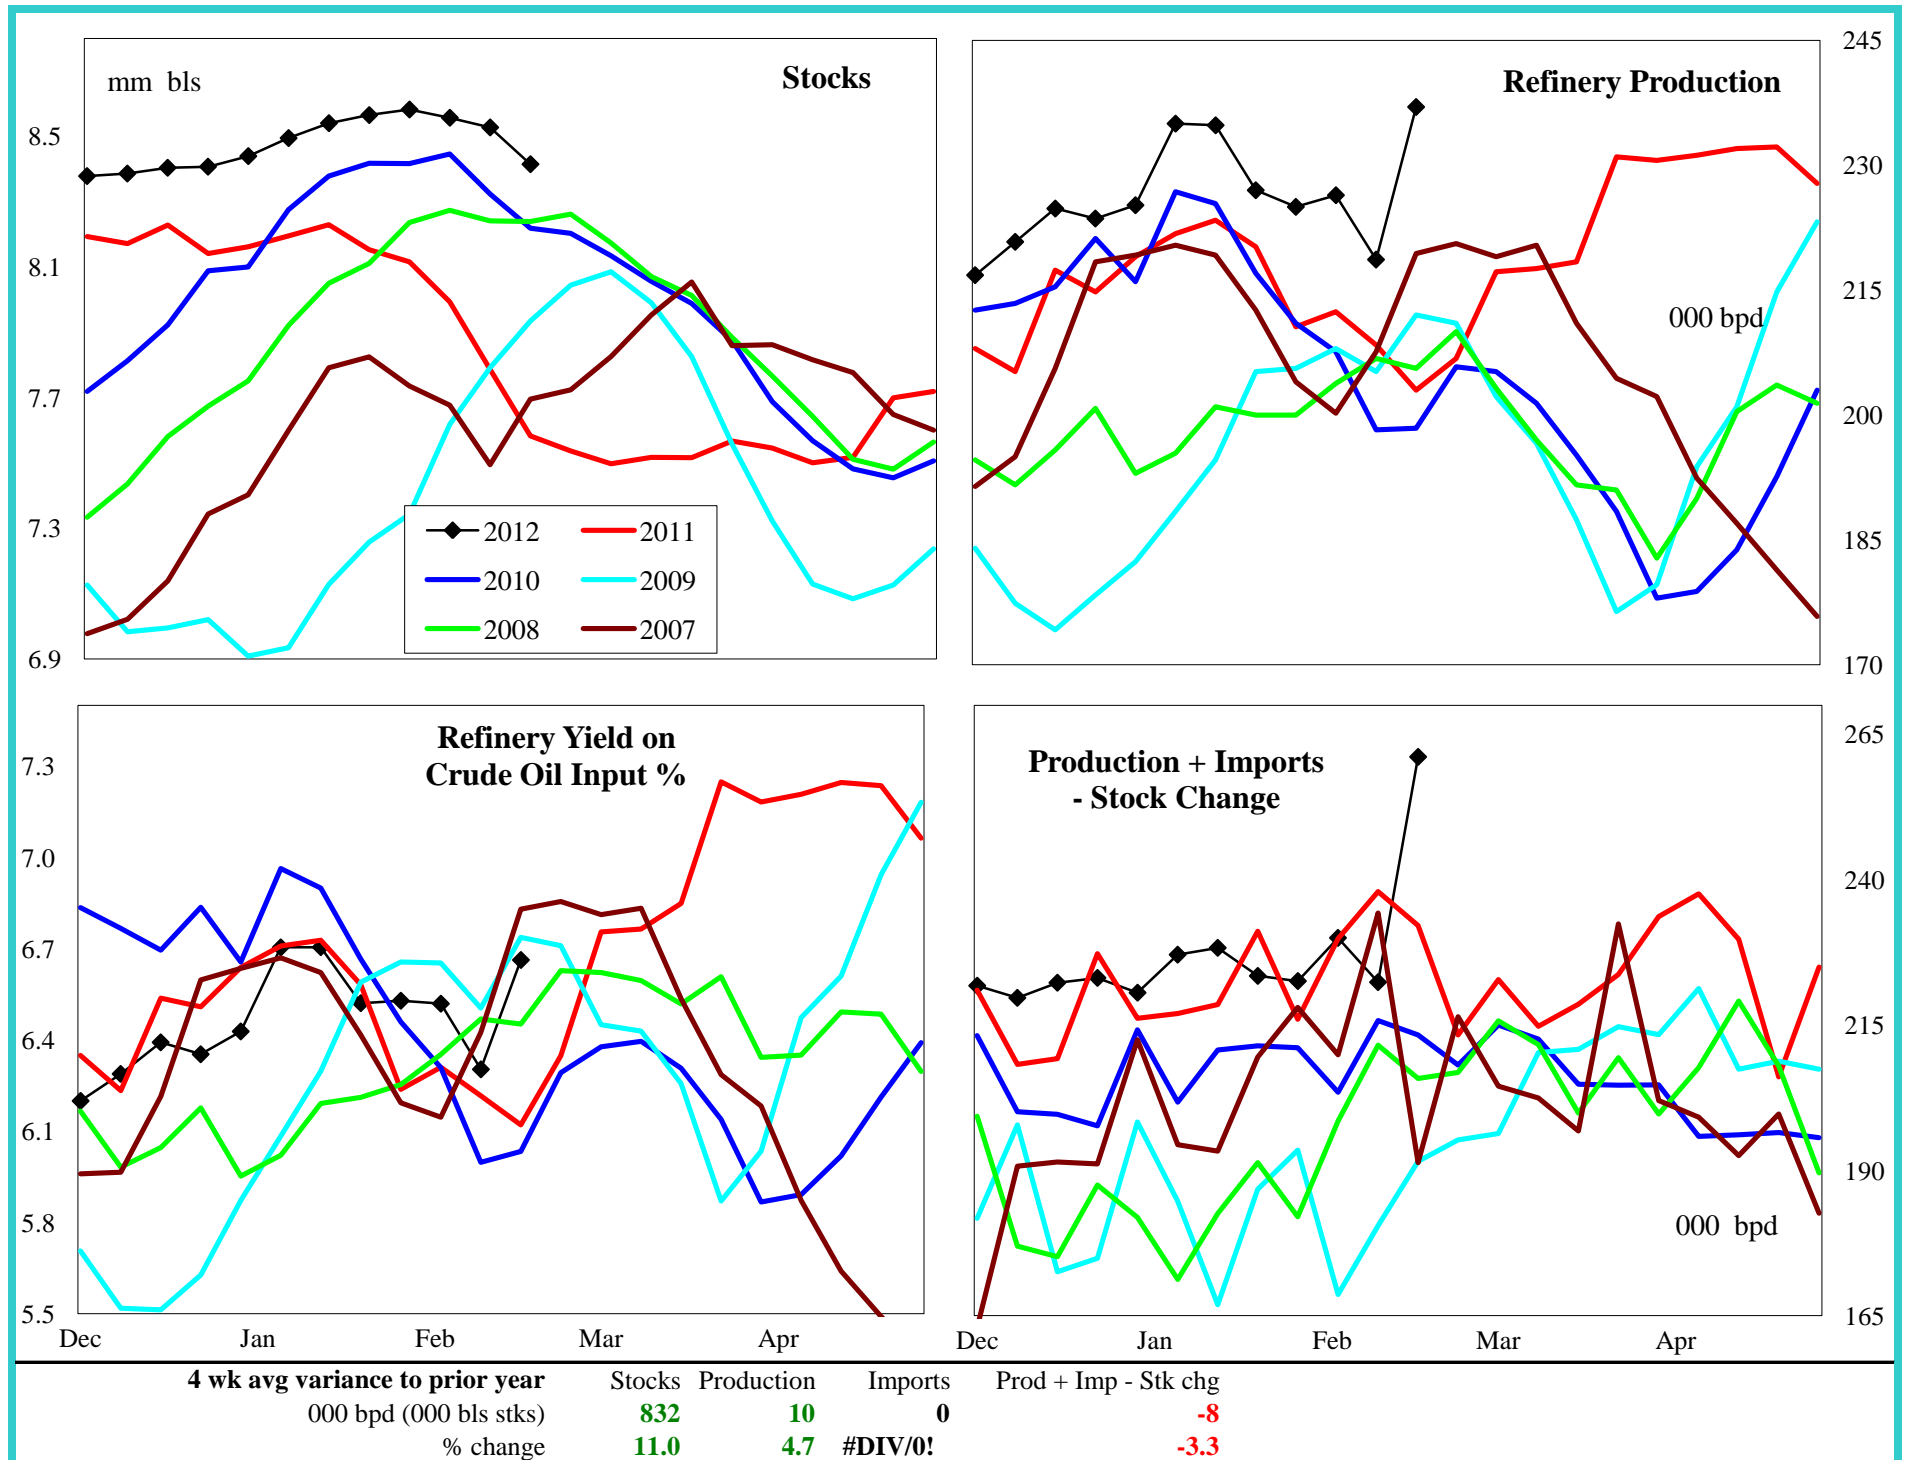 Stocks
mm bls
8.5
8.1
7.7
7.3
6.9
2012 2011
2010 2009
2008 2007
Refinery Production
000 bpd
245
230
215
200
185
170
Refinery Yield on
Crude Oil Input %
7.3
7.0
6.7
6.4
6.1
5.8
5.5
Dec Jan Feb Mar Apr
Production + Imports
- Stock Change
000 bpd
265
240
215
190
165
Dec Jan Feb Mar Apr
4 wk avg variance to prior year Stocks Production Imports Prod + Imp - Stk chg
000 bpd (000 bls stks) 832 10 0 -8
% change 11.0 4.7 #DIV/0! -3.3